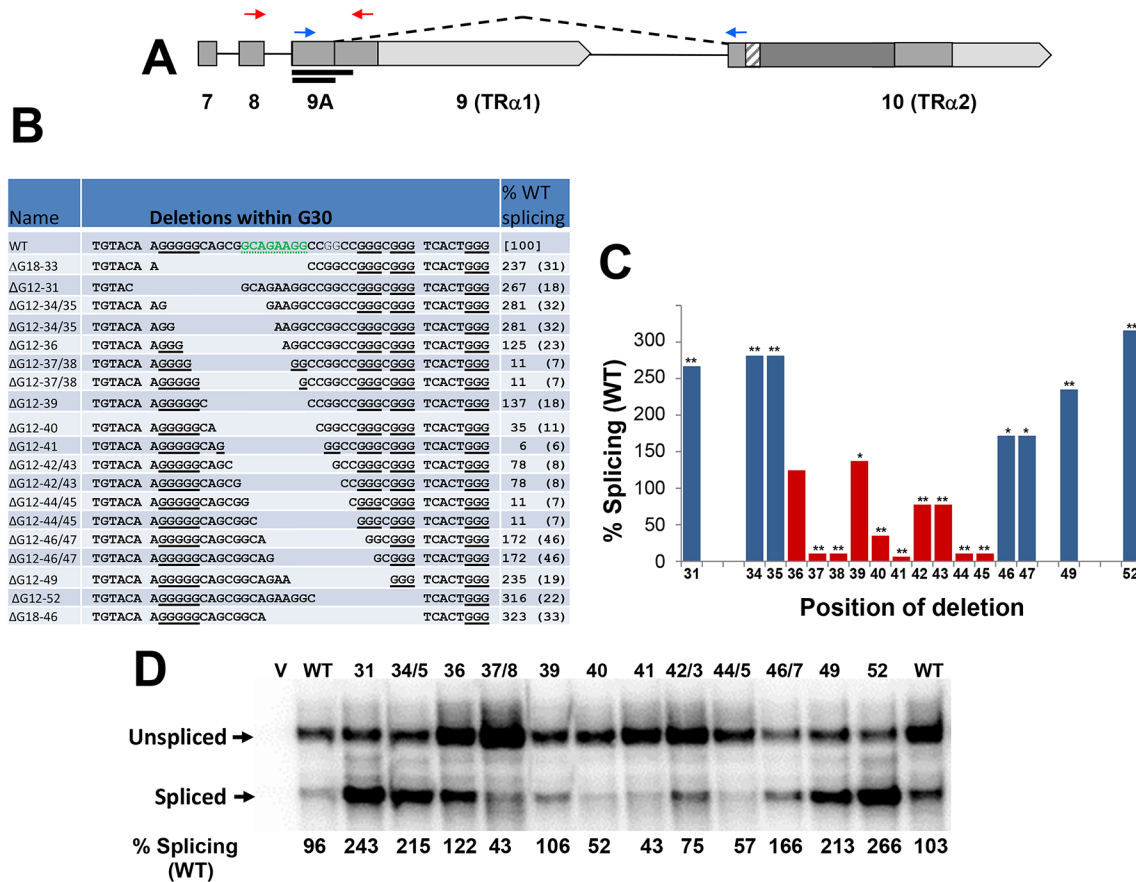 A
7 8 9A 9 (TRα1) 10 (TRα2)
B
Name Deletions within G30 % WT splicing
WT TGTACA AGGGGGCAGCGGCAGAAGGCCGGCCGGGCGGG TCACTGGG [100]
ΔG18-33 TGTACA A CCGGCCGGGCGGG TCACTGGG 237 (31)
ΔG12-31 TGTAC GCAGAAGGCCGGCCGGGCGGG TCACTGGG 267 (18)
ΔG12-34/35 TGTACA AG GAAGGCCGGCCGGGCGGG TCACTGGG 281 (32)
ΔG12-34/35 TGTACA AGG AAGGCCGGCCGGGCGGG TCACTGGG 281 (32)
ΔG12-36 TGTACA AGGG AGGCCGGCCGGGCGGG TCACTGGG 125 (23)
ΔG12-37/38 TGTACA AGGGG GGCCGGCCGGGCGGG TCACTGGG 11 (7)
ΔG12-37/38 TGTACA AGGGGG GCCGGCCGGGCGGG TCACTGGG 11 (7)
ΔG12-39 TGTACA AGGGGGC CCGGCCGGGCGGG TCACTGGG 137 (18)
ΔG12-40 TGTACA AGGGGGCA CGGCCGGGCGGG TCACTGGG 35 (11)
ΔG12-41 TGTACA AGGGGGCAG GGCCGGGCGGG TCACTGGG 6 (6)
ΔG12-42/43 TGTACA AGGGGGCAGC GCCGGGCGGG TCACTGGG 78 (8)
ΔG12-42/43 TGTACA AGGGGGCAGCG CCGGGCGGG TCACTGGG 78 (8)
ΔG12-44/45 TGTACA AGGGGGCAGCGG CGGGCGGG TCACTGGG 11 (7)
ΔG12-44/45 TGTACA AGGGGGCAGCGGC GGGCGGG TCACTGGG 11 (7)
ΔG12-46/47 TGTACA AGGGGGCAGCGGCA GGCGGG TCACTGGG 172 (46)
ΔG12-46/47 TGTACA AGGGGGCAGCGGCAG GCGGG TCACTGGG 172 (46)
ΔG12-49 TGTACA AGGGGGCAGCGGCAGAA GGG TCACTGGG 235 (19)
ΔG12-52 TGTACA AGGGGGCAGCGGCAGAAGGC TCACTGGG 316 (22)
ΔG18-46 TGTACA AGGGGGCAGCGGCA TCACTGGG 323 (33)
C
% Splicing (WT)
300
250
200
150
100
50
0
** ** ** ** ** * ** ** ** ** ** ** * * ** **
31 34 35 36 37 38 39 40 41 42 43 44 45 46 47 49 52
Position of deletion
D
V WT 31 34/5 36 37/8 39 40 41 42/3 44/5 46/7 49 52 WT
Unspliced
Spliced
% Splicing 96 243 215 122 43 106 52 43 75 57 166 213 266 103
(WT)